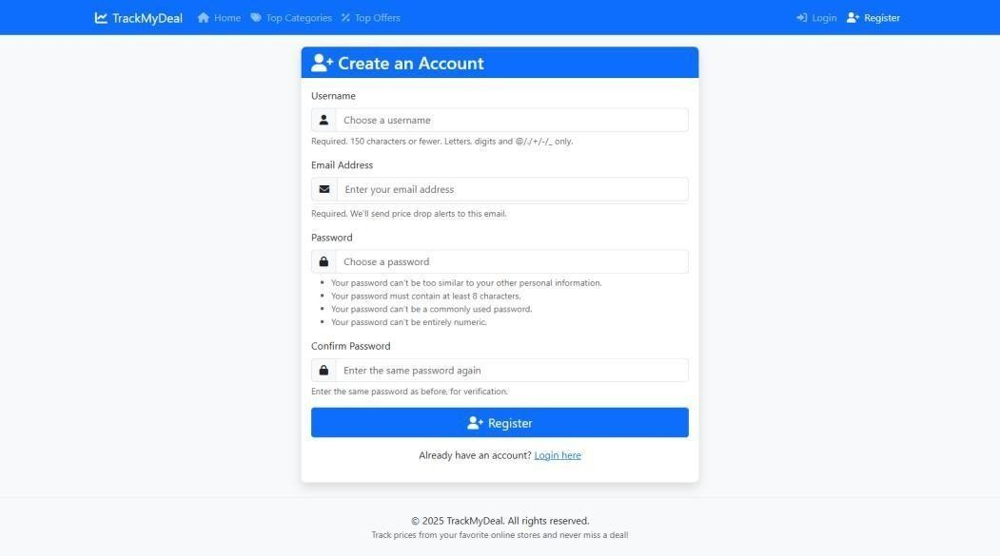 TrackMyDeal Home Top Categories Top Offers Login Register
Create an Account
Username
Choose a username
Required. 150 characters or fewer. Letters, digits and @/./+/-/_ only.
Email Address
Enter your email address
Required. We'll send price drop alerts to this email.
Password
Choose a password
Your password can't be too similar to your other personal information.
Your password must contain at least 8 characters.
Your password can't be a commonly used password.
Your password can't be entirely numeric.
Confirm Password
Enter the same password again
Enter the same password as before, for verification.
Register
Already have an account? Login here
© 2025 TrackMyDeal. All rights reserved.
Track prices from your favorite online stores and never miss a deal!